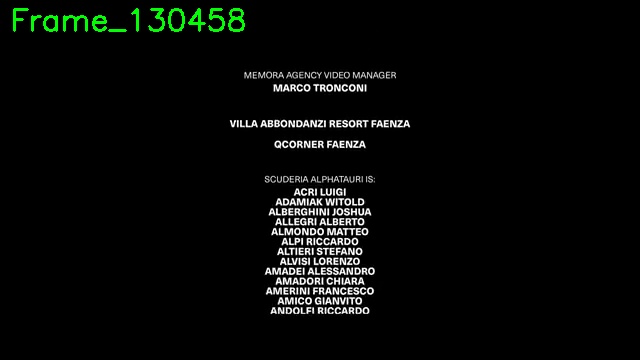 Frame_130458
MEMORA AGENCY VIDEO MANAGER
MARCO TRONCONI
VILLA ABBONDANZI RESORT FAENZA
QCORNER FAENZA
SCUDERIA ALPHATAURI IS:
ACRI LUIGI
ADAMIAK WITOLD
ALBERGHINI JOSHUA
ALLEGRI ALBERTO
ALMONDO MATTEO
ALPI RICCARDO
ALTIERI STEFANO
ALVISI LORENZO
AMADEI ALESSANDRO
AMADORI CHIARA
AMERINI FRANCESCO
AMICO GIANVITO
ANDOLFI RICCARDO